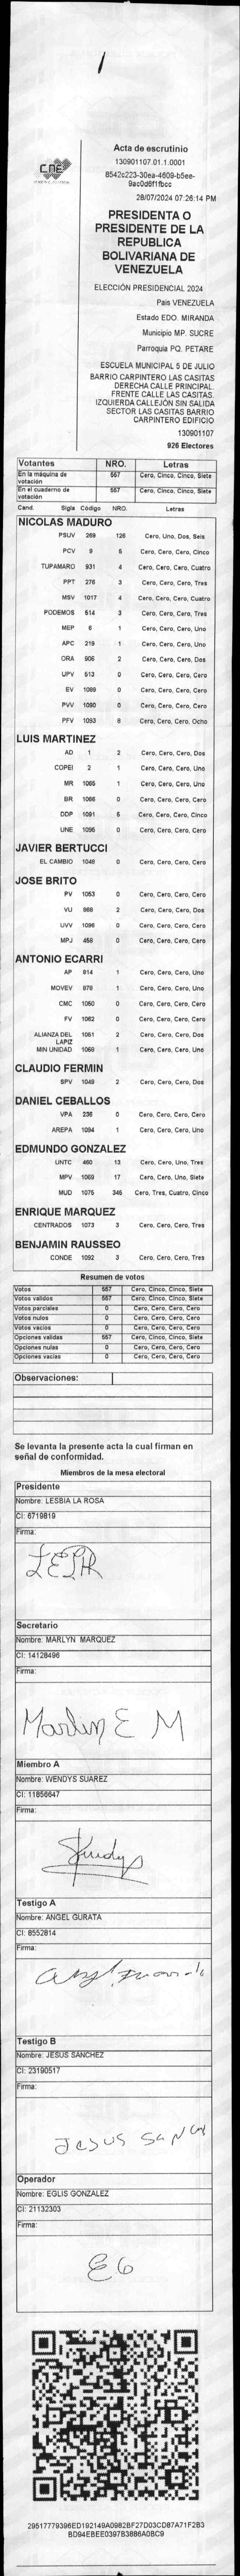 /
CNE
Acta de escrutinio
130901107.01.1.0001
8542c223-30ea-4609-b5ee-
9ac0d6f1fbcc
28/07/2024 07:26:14 PM
PRESIDENTA O
PRESIDENTE DE LA
REPUBLICA
BOLIVARIANA DE
VENEZUELA
ELECCIÓN PRESIDENCIAL 2024
Pais VENEZUELA
Estado EDO. MIRANDA
Municipio MP. SUCRE
Parroquia PQ. PETARE
ESCUELA MUNICIPAL 5 DE JULIO
BARRIO CARPINTERO LAS CASITAS
DERECHA CALLE PRINCIPAL.
FRENTE CALLE LAS CASITAS.
IZQUIERDA CALLEJÓN SIN SALIDA
SECTOR LAS CASITAS BARRIO
CARPINTERO EDIFICIO
130901107
926 Electores
Votantes NRO. Letras
En la máquina de votación 557 Cero, Cinco, Cinco, Siete
En el cuaderno de votación 557 Cero, Cinco, Cinco, Siete
Cand. Sigla Código NRO. Letras
NICOLAS MADURO
PSUV 269 126 Cero, Uno, Dos, Seis
PCV 9 5 Cero, Cero, Cero, Cinco
TUPAMARO 931 4 Cero, Cero, Cero, Cuatro
PPT 276 3 Cero, Cero, Cero, Tres
MSV 1017 4 Cero, Cero, Cero, Cuatro
PODEMOS 514 3 Cero, Cero, Cero, Tres
MEP 6 1 Cero, Cero, Cero, Uno
APC 219 1 Cero, Cero, Cero, Uno
ORA 906 2 Cero, Cero, Cero, Dos
UPV 513 0 Cero, Cero, Cero, Cero
EV 1089 0 Cero, Cero, Cero, Cero
PVV 1090 0 Cero, Cero, Cero, Cero
PFV 1093 8 Cero, Cero, Cero, Ocho
LUIS MARTINEZ
AD 1 2 Cero, Cero, Cero, Dos
COPEI 2 1 Cero, Cero, Cero, Uno
MR 1065 1 Cero, Cero, Cero, Uno
BR 1066 0 Cero, Cero, Cero, Cero
DDP 1091 5 Cero, Cero, Cero, Cinco
UNE 1095 0 Cero, Cero, Cero, Cero
JAVIER BERTUCCI
EL CAMBIO 1048 0 Cero, Cero, Cero, Cero
JOSE BRITO
PV 1053 0 Cero, Cero, Cero, Cero
VU 968 2 Cero, Cero, Cero, Dos
UVV 1096 0 Cero, Cero, Cero, Cero
MPJ 458 0 Cero, Cero, Cero, Cero
ANTONIO ECARRI
AP 814 1 Cero, Cero, Cero, Uno
MOVEV 879 1 Cero, Cero, Cero, Uno
CMC 1050 0 Cero, Cero, Cero, Cero
FV 1062 0 Cero, Cero, Cero, Cero
ALIANZA DEL LAPIZ 1051 2 Cero, Cero, Cero, Dos
MIN UNIDAD 1068 1 Cero, Cero, Cero, Uno
CLAUDIO FERMIN
SPV 1049 2 Cero, Cero, Cero, Dos
DANIEL CEBALLOS
VPA 236 0 Cero, Cero, Cero, Cero
AREPA 1094 1 Cero, Cero, Cero, Uno
EDMUNDO GONZALEZ
UNTC 460 13 Cero, Cero, Uno, Tres
MPV 1069 17 Cero, Cero, Uno, Siete
MUD 1075 345 Cero, Tres, Cuatro, Cinco
ENRIQUE MARQUEZ
CENTRADOS 1073 3 Cero, Cero, Cero, Tres
BENJAMIN RAUSSEO
CONDE 1092 3 Cero, Cero, Cero, Tres
Resumen de votos
Votos 557 Cero, Cinco, Cinco, Siete
Votos validos 557 Cero, Cinco, Cinco, Siete
Votos parciales 0 Cero, Cero, Cero, Cero
Votos nulos 0 Cero, Cero, Cero, Cero
Votos vacios 0 Cero, Cero, Cero, Cero
Opciones validas 557 Cero, Cinco, Cinco, Siete
Opciones nulas 0 Cero, Cero, Cero, Cero
Opciones vacias 0 Cero, Cero, Cero, Cero
Observaciones:
Se levanta la presente acta la cual firman en
señal de conformidad.
Miembros de la mesa electoral
Presidente
Nombre: LESBIA LA ROSA
CI: 6719819
Firma:
Secretario
Nombre: MARLYN MARQUEZ
CI: 14128496
Firma:
Marlin E M
Miembro A
Nombre: WENDYS SUAREZ
CI: 11856647
Firma:
Testigo A
Nombre: ANGEL GURATA
CI: 8552814
Firma:
Testigo B
Nombre: JESUS SANCHEZ
CI: 23190517
Firma:
Jesus
Operador
Nombre: EGLIS GONZALEZ
CI: 21132303
Firma:
EG
29517779396ED192149A0982BF27D03CD87A71F2B3
BD94EBEE0397B3886A0BC9